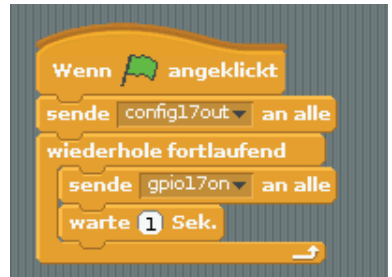 Wenn angeklickt
sende config17out an alle
wiederhole fortlaufend
sende gpio17on an alle
warte 1 Sek.